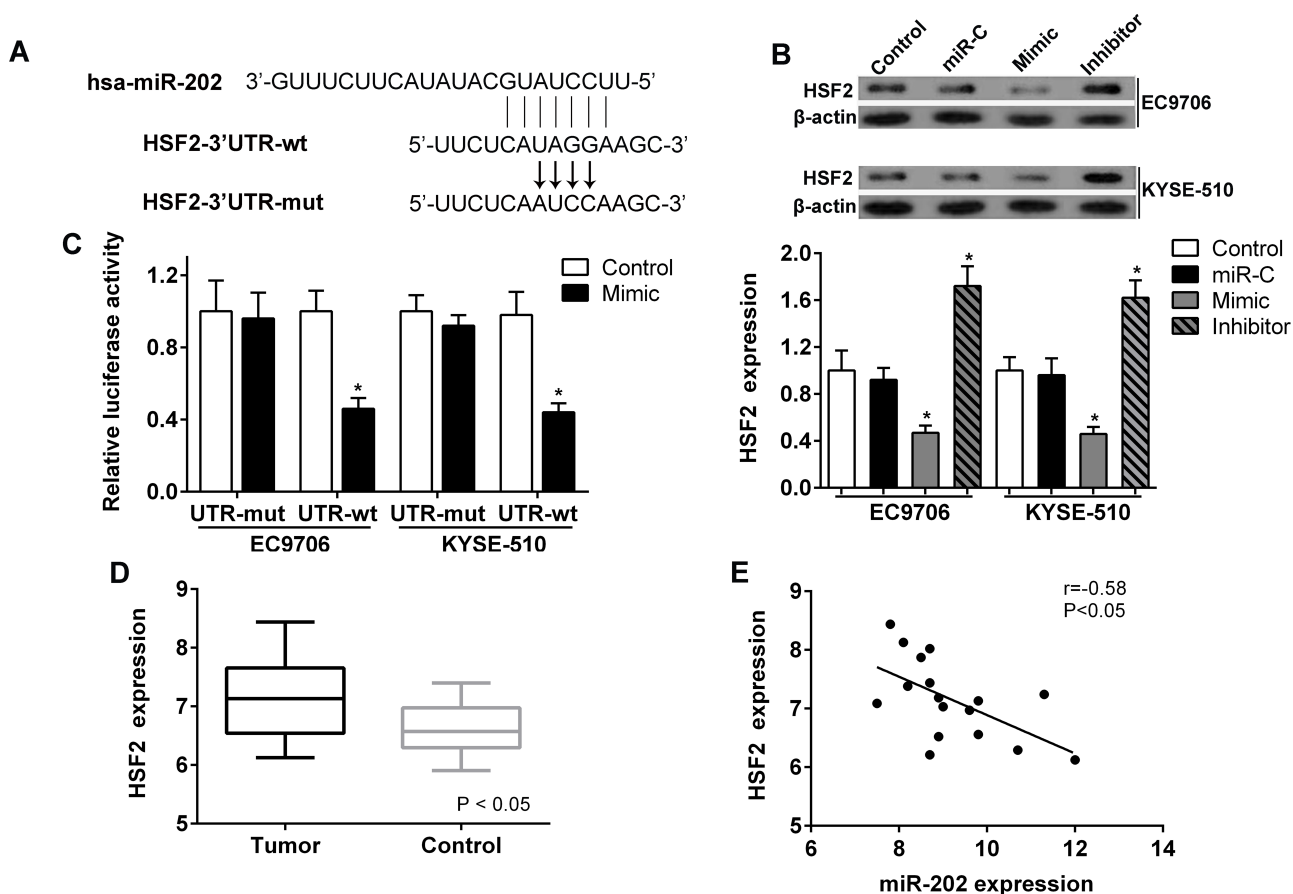 A
hsa-miR-202 3’-GUUUCUUCAUAUACGUAUCCUU-5’
HSF2-3’UTR-wt 5’-UUCUCAUAGGAAGC-3’
HSF2-3’UTR-mut 5’-UUCUCAAUCCAAGC-3’
B
Control miR-C Mimic Inhibitor
HSF2
β-actin
EC9706
HSF2
β-actin
KYSE-510
HSF2 expression
2.0
1.6
1.2
0.8
0.4
0.0
EC9706 KYSE-510
Control
miR-C
Mimic
Inhibitor
* * * *
C
Relative luciferase activity
1.2
0.8
0.4
0.0
Control
Mimic
* *
UTR-mut UTR-wt UTR-mut UTR-wt
EC9706 KYSE-510
D
HSF2 expression
9
8
7
6
5
P < 0.05
Tumor Control
E
HSF2 expression
9
8
7
6
5
r=-0.58
P<0.05
6 8 10 12 14
miR-202 expression